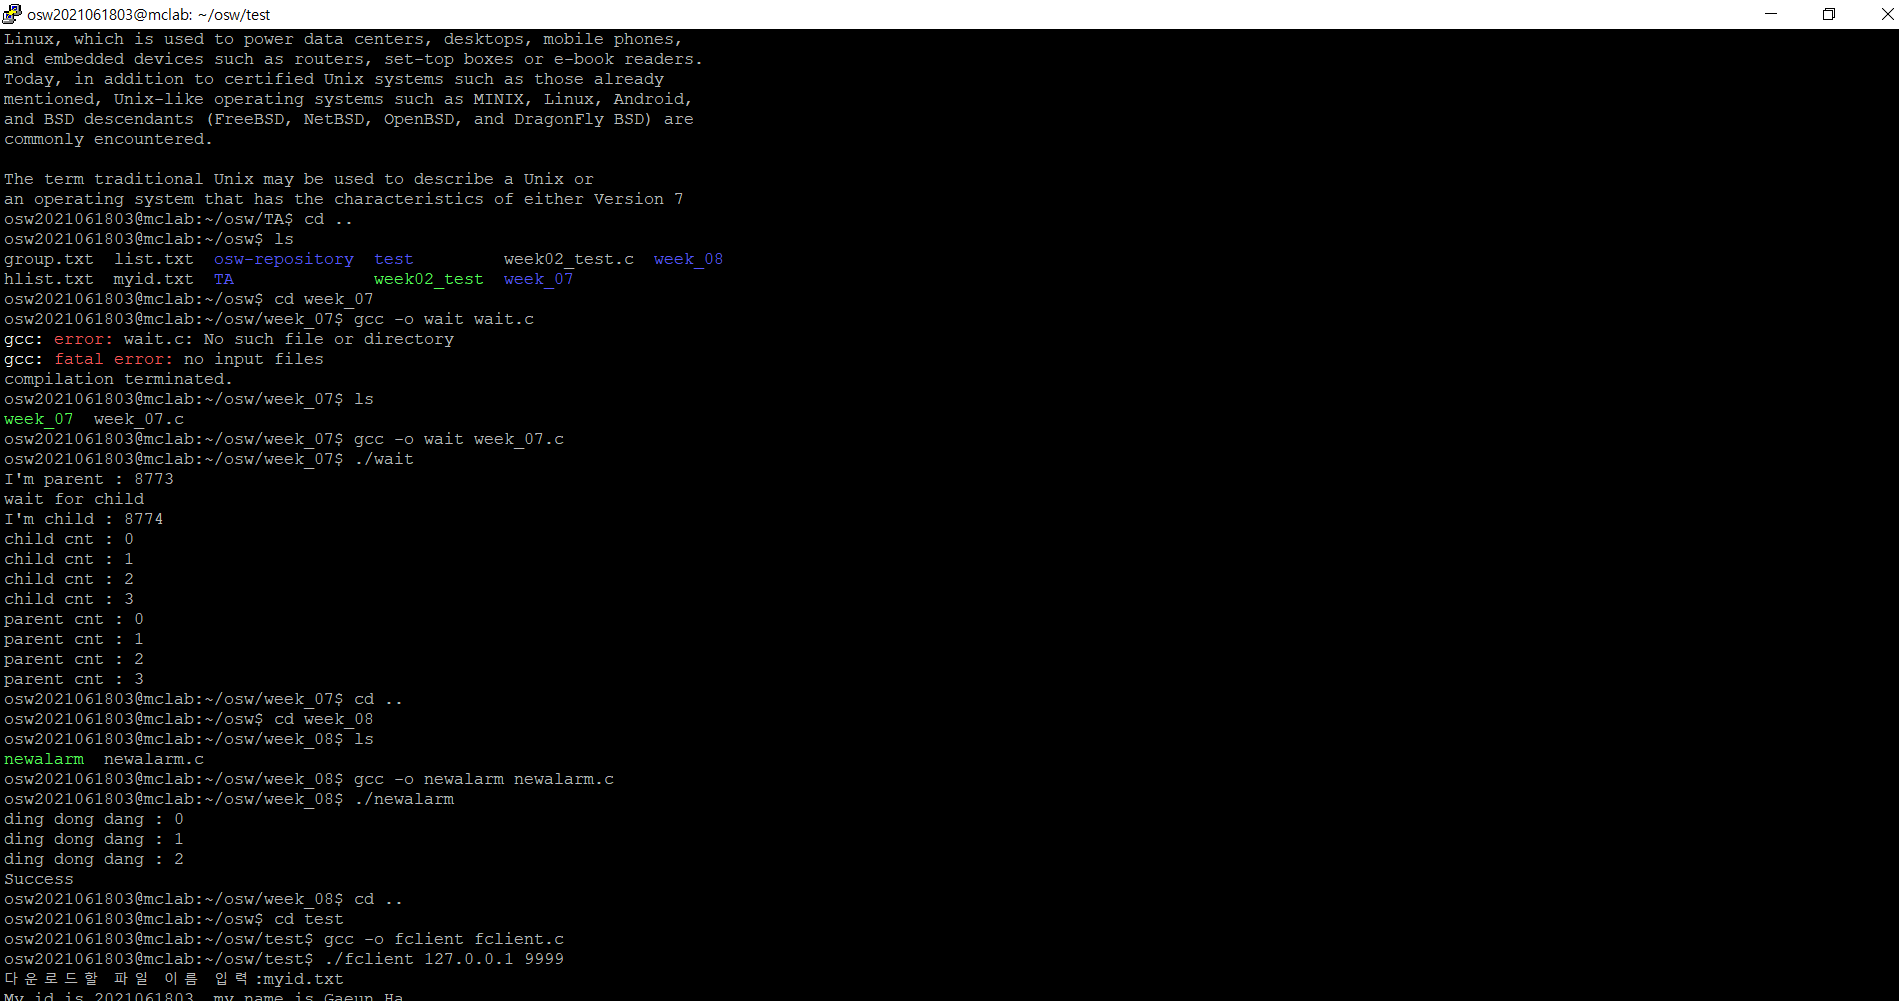 osw2021061803@mclab: ~/osw/test
Linux, which is used to power data centers, desktops, mobile phones,
and embedded devices such as routers, set-top boxes or e-book readers.
Today, in addition to certified Unix systems such as those already
mentioned, Unix-like operating systems such as MINIX, Linux, Android,
and BSD descendants (FreeBSD, NetBSD, OpenBSD, and DragonFly BSD) are
commonly encountered.
The term traditional Unix may be used to describe a Unix or
an operating system that has the characteristics of either Version 7
osw2021061803@mclab:~/osw/TA$ cd ..
osw2021061803@mclab:~/osw$ ls
group.txt  list.txt  osw-repository  test         week02_test.c  week_08
hlist.txt  myid.txt  TA              week02_test  week_07
osw2021061803@mclab:~/osw$ cd week_07
osw2021061803@mclab:~/osw/week_07$ gcc -o wait wait.c
gcc: error: wait.c: No such file or directory
gcc: fatal error: no input files
compilation terminated.
osw2021061803@mclab:~/osw/week_07$ ls
week_07  week_07.c
osw2021061803@mclab:~/osw/week_07$ gcc -o wait week_07.c
osw2021061803@mclab:~/osw/week_07$ ./wait
I'm parent : 8773
wait for child
I'm child : 8774
child cnt : 0
child cnt : 1
child cnt : 2
child cnt : 3
parent cnt : 0
parent cnt : 1
parent cnt : 2
parent cnt : 3
osw2021061803@mclab:~/osw/week_07$ cd ..
osw2021061803@mclab:~/osw$ cd week_08
osw2021061803@mclab:~/osw/week_08$ ls
newalarm  newalarm.c
osw2021061803@mclab:~/osw/week_08$ gcc -o newalarm newalarm.c
osw2021061803@mclab:~/osw/week_08$ ./newalarm
ding dong dang : 0
ding dong dang : 1
ding dong dang : 2
Success
osw2021061803@mclab:~/osw/week_08$ cd ..
osw2021061803@mclab:~/osw$ cd test
osw2021061803@mclab:~/osw/test$ gcc -o fclient fclient.c
osw2021061803@mclab:~/osw/test$ ./fclient 127.0.0.1 9999
다운로드할 파일 이름 입력:myid.txt
My id is 2021061803, my name is Gaeun Ha